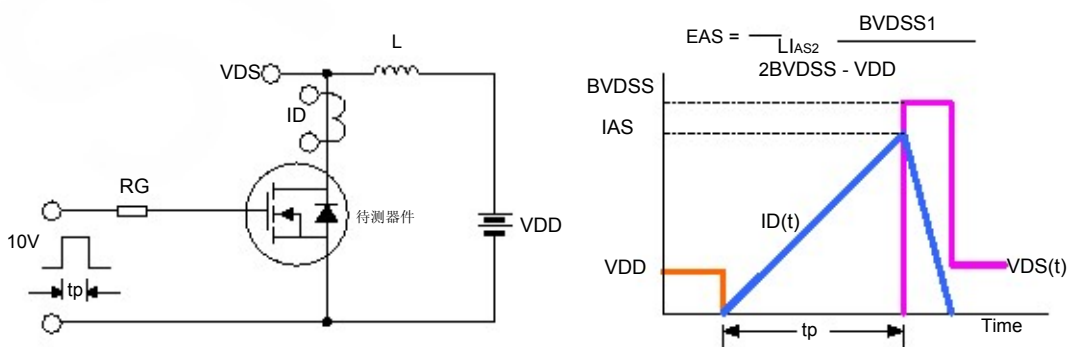 L
VDS
ID
RG
待测器件
10V
VDD
tp
EAS = — LIAS2 BVDSS1
2BVDSS - VDD
BVDSS
IAS
ID(t)
VDD
VDS(t)
tp
Time